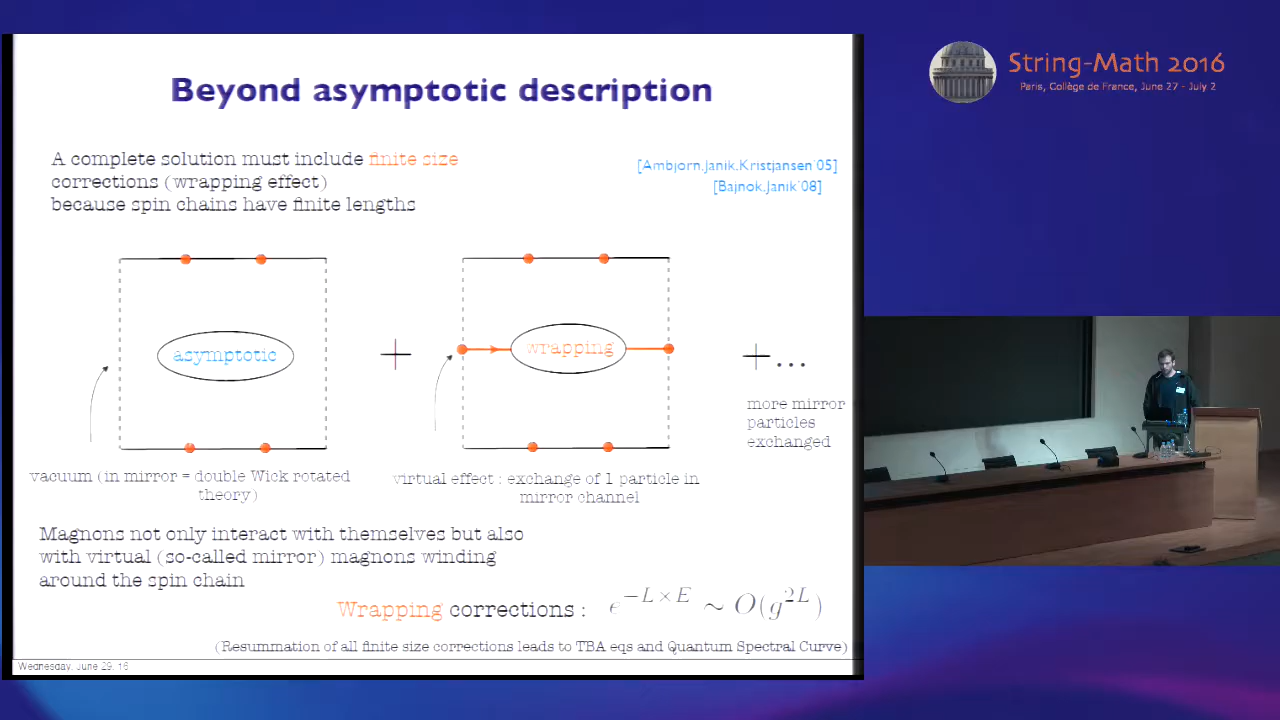 Beyond asymptotic description
A complete solution must include finite size
corrections (wrapping effect)
because spin chains have finite lengths
[Ambjorn,Janik,Kristjansen'05]
[Bajnok,Janik'08]
asymptotic
+
wrapping
+...
more mirror
particles
exchanged
vacuum (in mirror = double Wick rotated
theory)
virtual effect : exchange of 1 particle in
mirror channel
Magnons not only interact with themselves but also
with virtual (so-called mirror) magnons winding
around the spin chain
Wrapping corrections : e^{-L×E} ~ O(g^{2L})
(Resummation of all finite size corrections leads to TBA eqs and Quantum Spectral Curve)
Wednesday, June 29, 16
String-Math 2016
Paris, Collège de France, June 27 - July 2